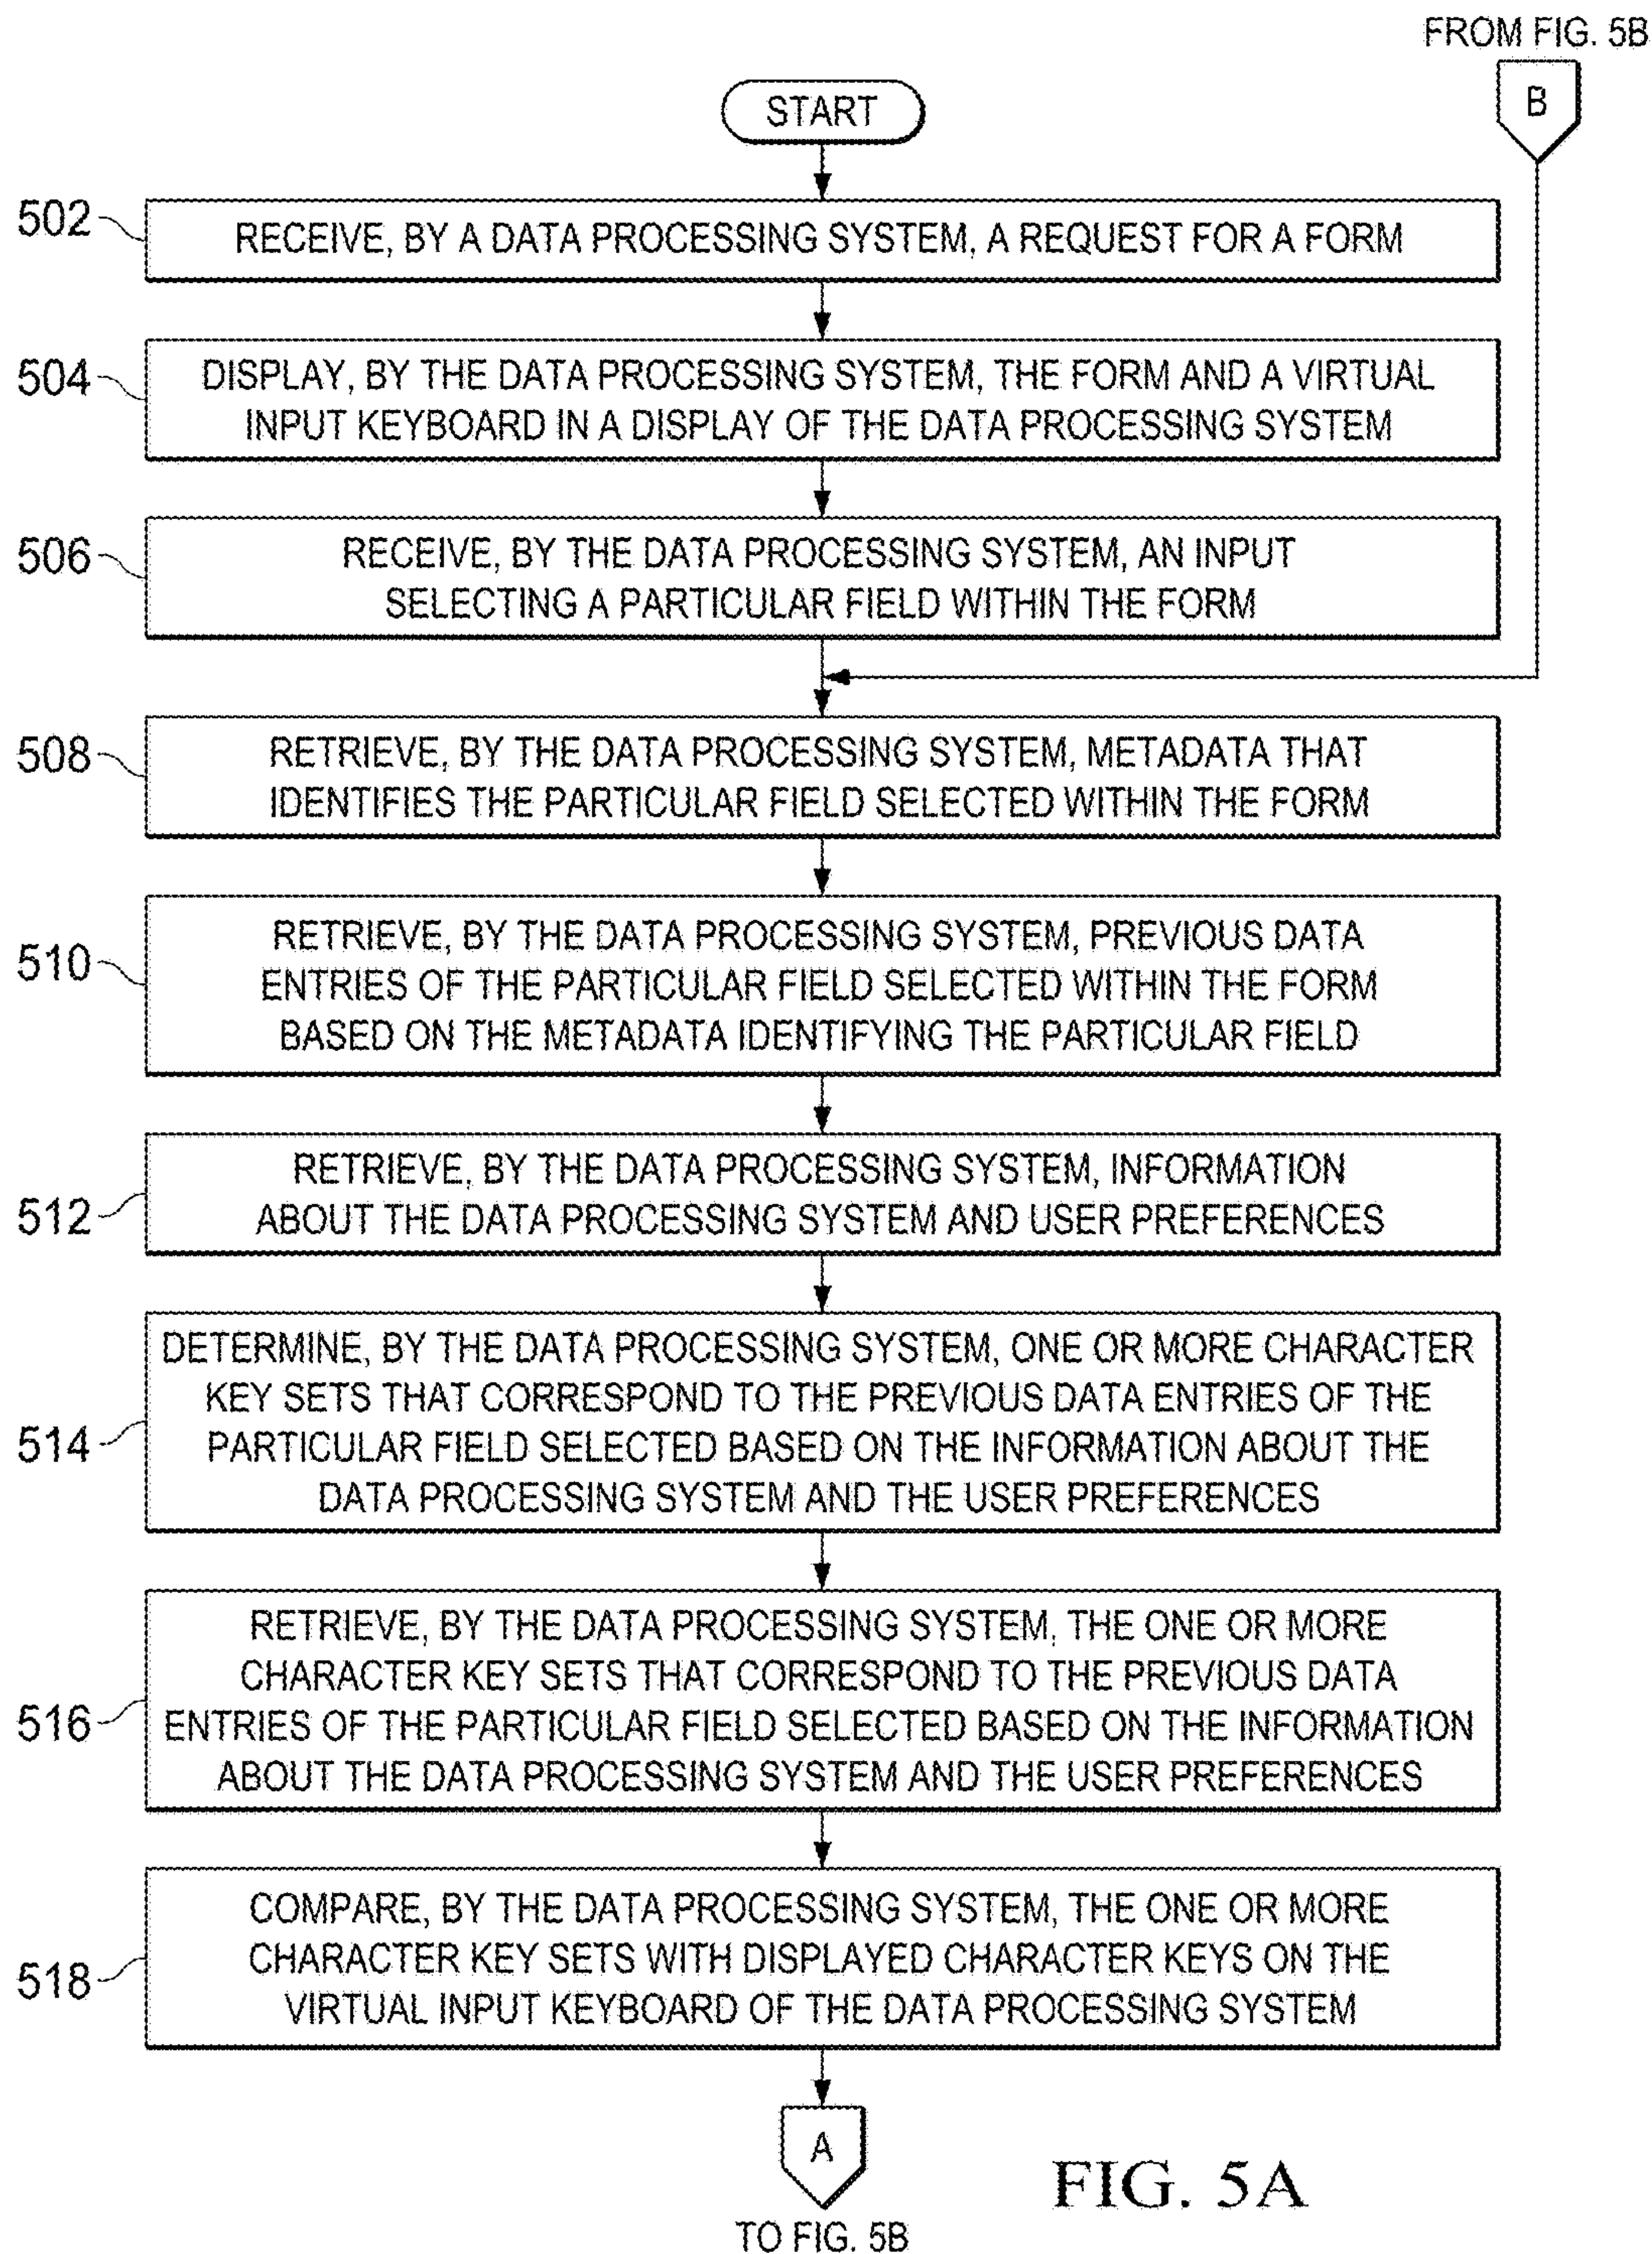 FROM FIG. 5B
B
START
502
RECEIVE, BY A DATA PROCESSING SYSTEM, A REQUEST FOR A FORM
504
DISPLAY, BY THE DATA PROCESSING SYSTEM, THE FORM AND A VIRTUAL
INPUT KEYBOARD IN A DISPLAY OF THE DATA PROCESSING SYSTEM
506
RECEIVE, BY THE DATA PROCESSING SYSTEM, AN INPUT
SELECTING A PARTICULAR FIELD WITHIN THE FORM
508
RETRIEVE, BY THE DATA PROCESSING SYSTEM, METADATA THAT
IDENTIFIES THE PARTICULAR FIELD SELECTED WITHIN THE FORM
510
RETRIEVE, BY THE DATA PROCESSING SYSTEM, PREVIOUS DATA
ENTRIES OF THE PARTICULAR FIELD SELECTED WITHIN THE FORM
BASED ON THE METADATA IDENTIFYING THE PARTICULAR FIELD
512
RETRIEVE, BY THE DATA PROCESSING SYSTEM, INFORMATION
ABOUT THE DATA PROCESSING SYSTEM AND USER PREFERENCES
514
DETERMINE, BY THE DATA PROCESSING SYSTEM, ONE OR MORE CHARACTER
KEY SETS THAT CORRESPOND TO THE PREVIOUS DATA ENTRIES OF THE
PARTICULAR FIELD SELECTED BASED ON THE INFORMATION ABOUT THE
DATA PROCESSING SYSTEM AND THE USER PREFERENCES
516
RETRIEVE, BY THE DATA PROCESSING SYSTEM, THE ONE OR MORE
CHARACTER KEY SETS THAT CORRESPOND TO THE PREVIOUS DATA
ENTRIES OF THE PARTICULAR FIELD SELECTED BASED ON THE INFORMATION
ABOUT THE DATA PROCESSING SYSTEM AND THE USER PREFERENCES
518
COMPARE, BY THE DATA PROCESSING SYSTEM, THE ONE OR MORE
CHARACTER KEY SETS WITH DISPLAYED CHARACTER KEYS ON THE
VIRTUAL INPUT KEYBOARD OF THE DATA PROCESSING SYSTEM
A
TO FIG. 5B
FIG. 5A